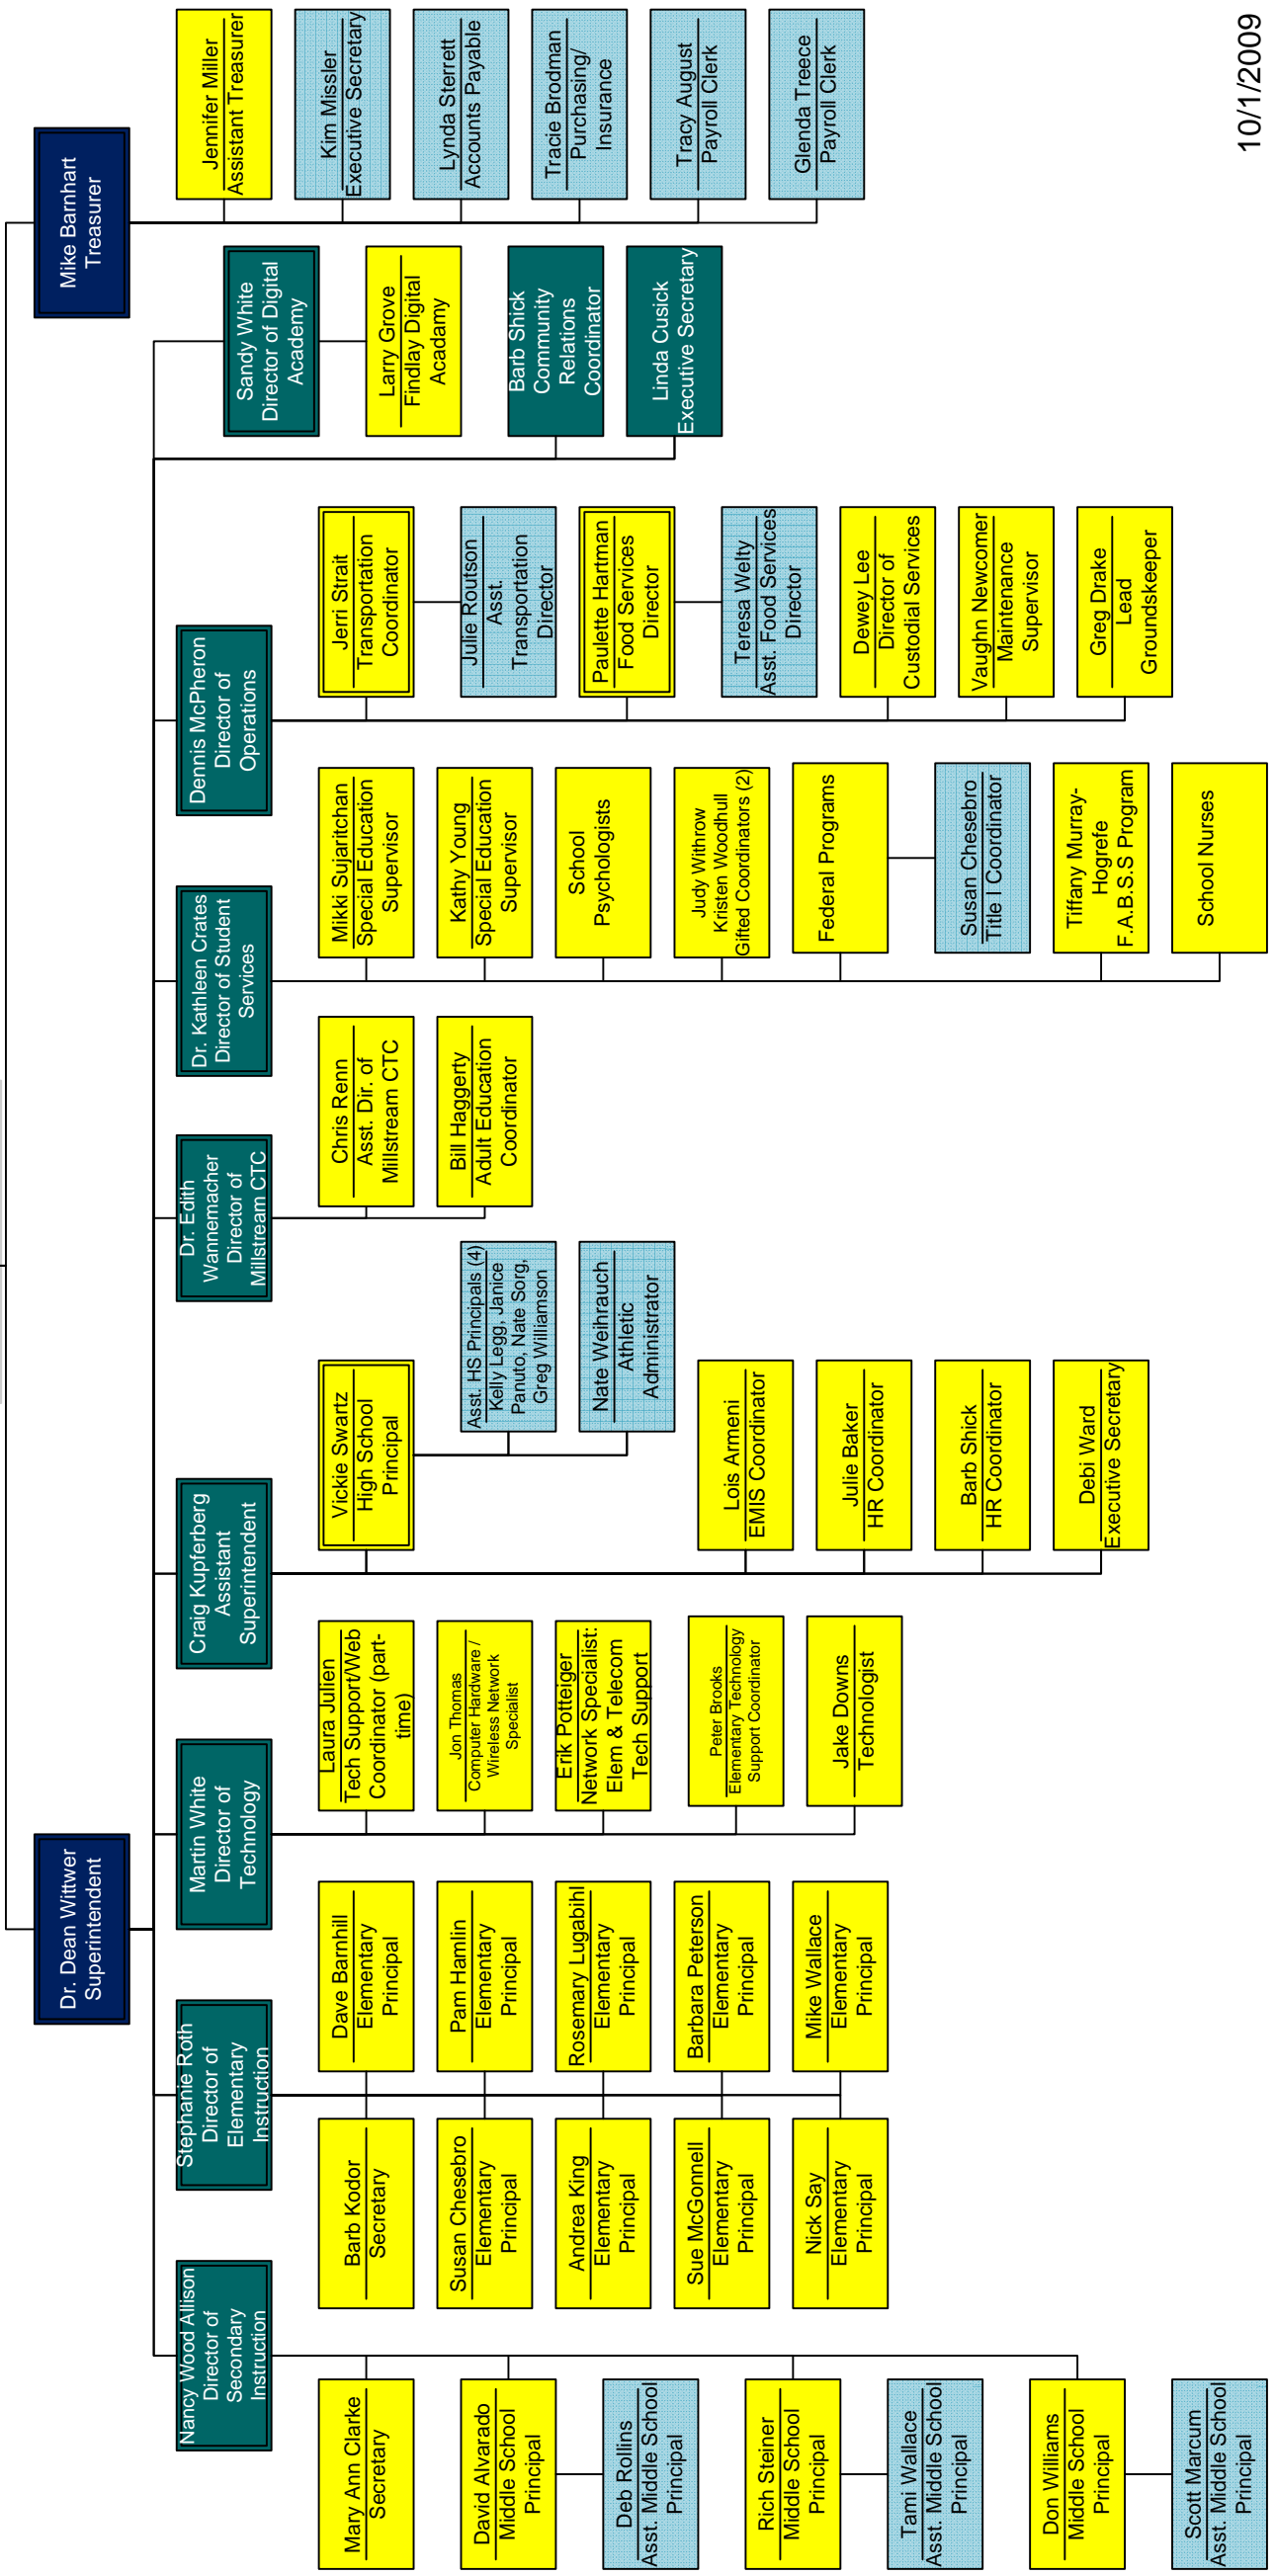 Dr. Dean Wittwer
Superintendent
Mike Barnhart
Treasurer
Nancy Wood Allison
Director of
Secondary
Instruction
Mary Ann Clarke
Secretary
David Alvarado
Middle School
Principal
Deb Rollins
Asst. Middle School
Principal
Rich Steiner
Middle School
Principal
Tami Wallace
Asst. Middle School
Principal
Don Williams
Middle School
Principal
Scott Marcum
Asst. Middle School
Principal
Stephanie Roth
Director of
Elementary
Instruction
Barb Kodor
Secretary
Dave Barnhill
Elementary
Principal
Susan Chesebro
Elementary
Principal
Pam Hamlin
Elementary
Principal
Andrea King
Elementary
Principal
Rosemary Lugabihl
Elementary
Principal
Sue McGonnell
Elementary
Principal
Barbara Peterson
Elementary
Principal
Nick Say
Elementary
Principal
Mike Wallace
Elementary
Principal
Martin White
Director of
Technology
Laura Julien
Tech Support/Web
Coordinator (part-
time)
Jon Thomas
Computer Hardware /
Wireless Network
Specialist
Erik Potteiger
Network Specialist:
Elem & Telecom
Tech Support
Peter Brooks
Elementary Technology
Support Coordinator
Jake Downs
Technologist
Craig Kupferberg
Assistant
Superintendent
Vickie Swartz
High School
Principal
Asst. HS Principals (4)
Kelly Legg, Janice
Panuto, Nate Sorg,
Greg Williamson
Nate Weihrauch
Athletic
Administrator
Lois Armeni
EMIS Coordinator
Julie Baker
HR Coordinator
Barb Shick
HR Coordinator
Debi Ward
Executive Secretary
Dr. Edith
Wannemacher
Director of
Millstream CTC
Chris Renn
Asst. Dir. of
Millstream CTC
Bill Haggerty
Adult Education
Coordinator
Dr. Kathleen Crates
Director of Student
Services
Mikki Sujaritchan
Special Education
Supervisor
Kathy Young
Special Education
Supervisor
School
Psychologists
Judy Withrow
Kristen Woodhull
Gifted Coordinators (2)
Federal Programs
Susan Chesebro
Title I Coordinator
Tiffany Murray-
Hogrefe
F.A.B.S.S Program
School Nurses
Dennis McPheron
Director of
Operations
Jerri Strait
Transportation
Coordinator
Julie Routson
Asst.
Transportation
Director
Paulette Hartman
Food Services
Director
Teresa Welty
Asst. Food Services
Director
Dewey Lee
Director of
Custodial Services
Vaughn Newcomer
Maintenance
Supervisor
Greg Drake
Lead
Groundskeeper
Sandy White
Director of Digital
Academy
Larry Grove
Findlay Digital
Acadamy
Barb Shick
Community
Relations
Coordinator
Linda Cusick
Executive Secretary
Jennifer Miller
Assistant Treasurer
Kim Missler
Executive Secretary
Lynda Sterrett
Accounts Payable
Tracie Brodman
Purchasing/
Insurance
Tracy August
Payroll Clerk
Glenda Treece
Payroll Clerk
10/1/2009